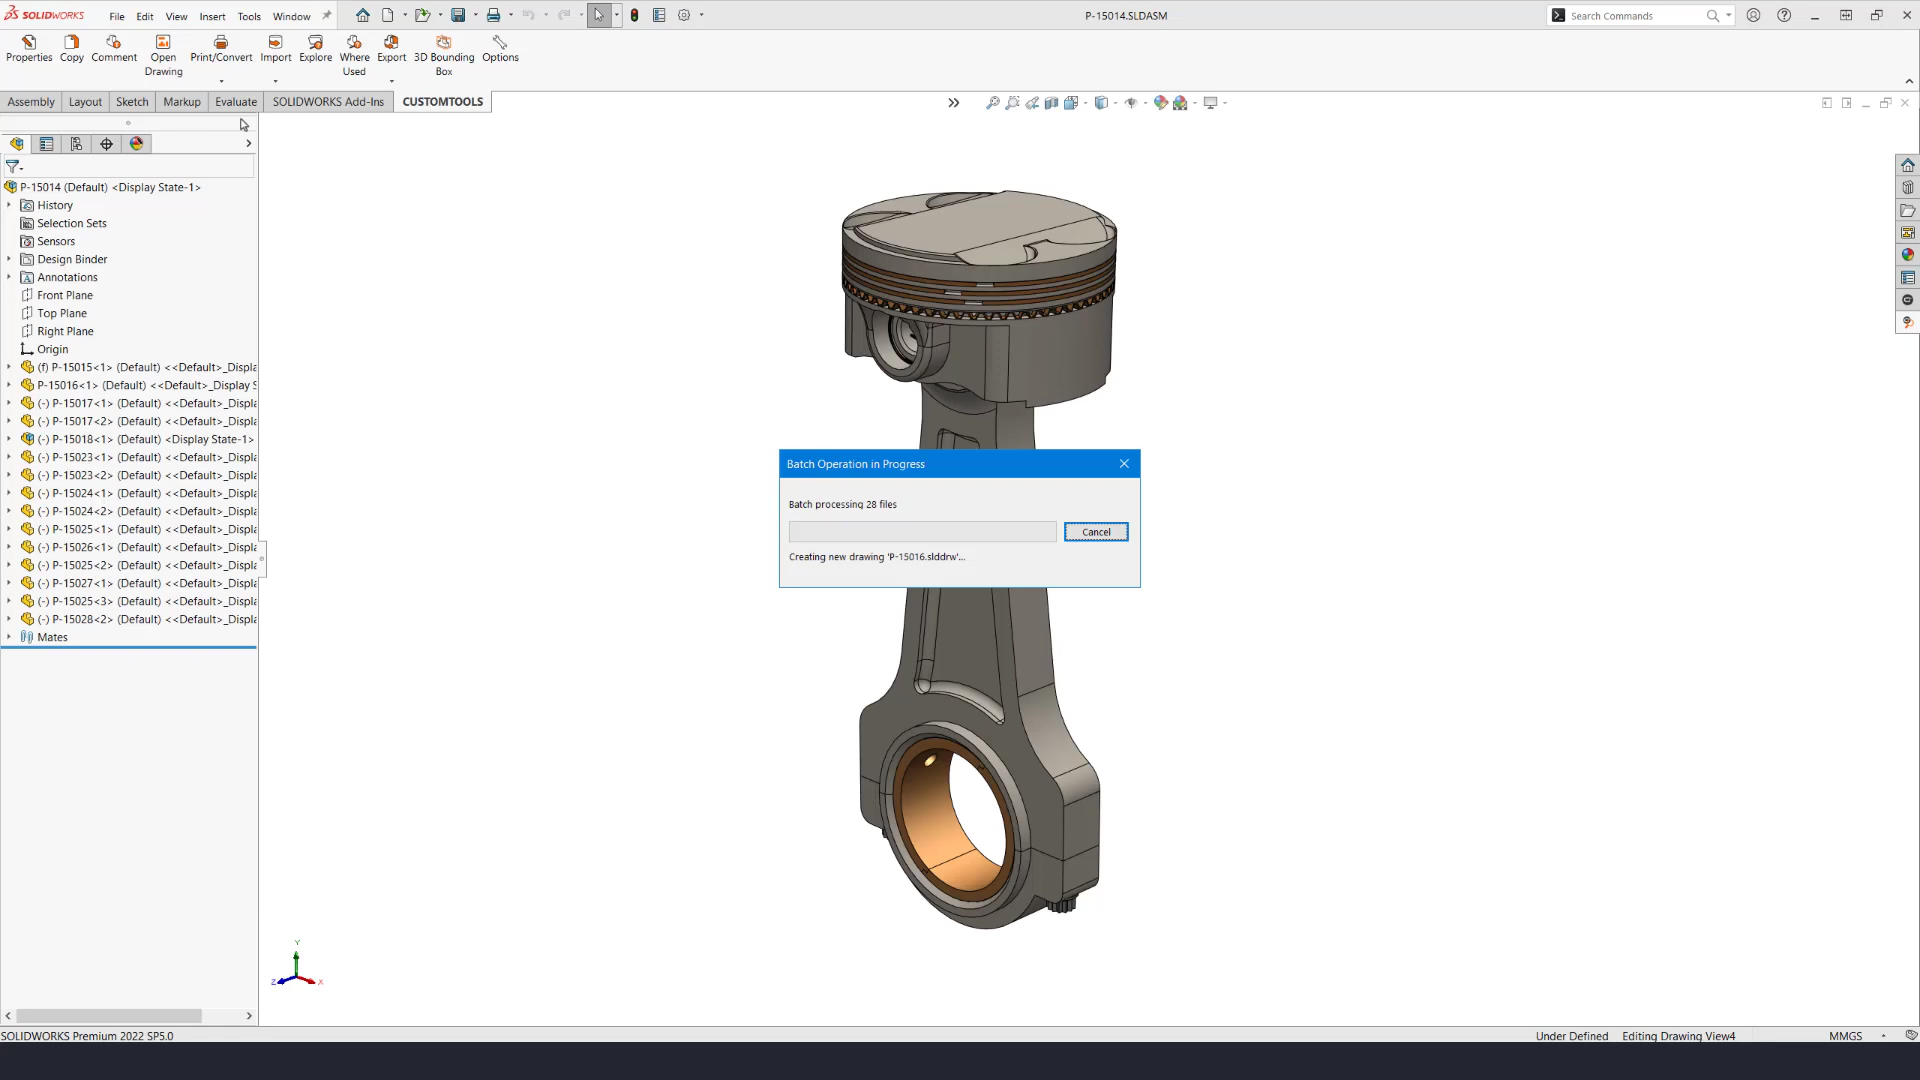 SOLIDWORKS File Edit View Insert Tools Window
P-15014.SLDASM
Search Commands
Properties Copy Comment Open Drawing Print/Convert Import Explore Where Used Export 3D Bounding Box Options
Assembly Layout Sketch Markup Evaluate SOLIDWORKS Add-Ins CUSTOMTOOLS
P-15014 (Default) <Display State-1>
History
Selection Sets
Sensors
Design Binder
Annotations
Front Plane
Top Plane
Right Plane
Origin
(f) P-15015<1> (Default) <<Default>_Displa
P-15016<1> (Default) <<Default>_Display S
(-) P-15017<1> (Default) <<Default>_Displa
(-) P-15017<2> (Default) <<Default>_Displa
(-) P-15018<1> (Default) <Display State-1>
(-) P-15023<1> (Default) <<Default>_Displa
(-) P-15023<2> (Default) <<Default>_Displa
(-) P-15024<1> (Default) <<Default>_Displa
(-) P-15024<2> (Default) <<Default>_Displa
(-) P-15025<1> (Default) <<Default>_Displa
(-) P-15026<1> (Default) <<Default>_Displa
(-) P-15025<2> (Default) <<Default>_Displa
(-) P-15027<1> (Default) <<Default>_Displa
(-) P-15025<3> (Default) <<Default>_Displa
(-) P-15028<2> (Default) <<Default>_Displa
Mates
Batch Operation in Progress
Batch processing 28 files
Cancel
Creating new drawing 'P-15016.slddrw'...
Y
Z X
SOLIDWORKS Premium 2022 SP5.0
Under Defined Editing Drawing View4 MMGS